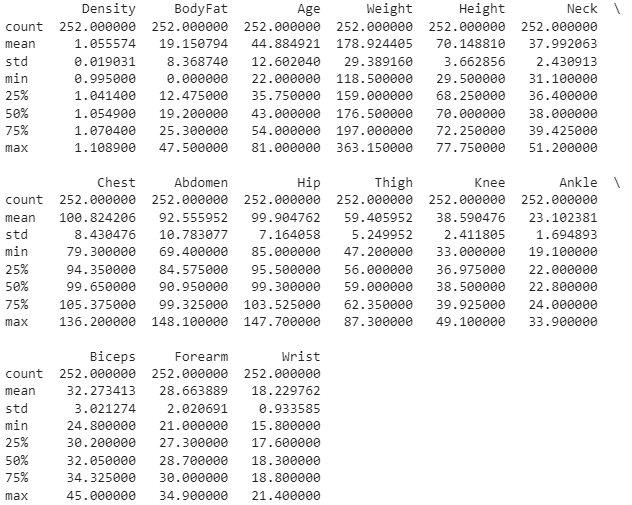 Density BodyFat Age Weight Height Neck \
count 252.000000 252.000000 252.000000 252.000000 252.000000 252.000000
mean 1.055574 19.150794 44.884921 178.924405 70.148810 37.992063
std 0.019031 8.368740 12.602040 29.389160 3.662856 2.430913
min 0.995000 0.000000 22.000000 118.500000 29.500000 31.100000
25% 1.041400 12.475000 35.750000 159.000000 68.250000 36.400000
50% 1.054900 19.200000 43.000000 176.500000 70.000000 38.000000
75% 1.070400 25.300000 54.000000 197.000000 72.250000 39.425000
max 1.108900 47.500000 81.000000 363.150000 77.750000 51.200000
Chest Abdomen Hip Thigh Knee Ankle \
count 252.000000 252.000000 252.000000 252.000000 252.000000 252.000000
mean 100.824206 92.555952 99.904762 59.405952 38.590476 23.102381
std 8.430476 10.783077 7.164058 5.249952 2.411805 1.694893
min 79.300000 69.400000 85.000000 47.200000 33.000000 19.100000
25% 94.350000 84.575000 95.500000 56.000000 36.975000 22.000000
50% 99.650000 90.950000 99.300000 59.000000 38.500000 22.800000
75% 105.375000 99.325000 103.525000 62.350000 39.925000 24.000000
max 136.200000 148.100000 147.700000 87.300000 49.100000 33.900000
Biceps Forearm Wrist
count 252.000000 252.000000 252.000000
mean 32.273413 28.663889 18.229762
std 3.021274 2.020691 0.933585
min 24.800000 21.000000 15.800000
25% 30.200000 27.300000 17.600000
50% 32.050000 28.700000 18.300000
75% 34.325000 30.000000 18.800000
max 45.000000 34.900000 21.400000